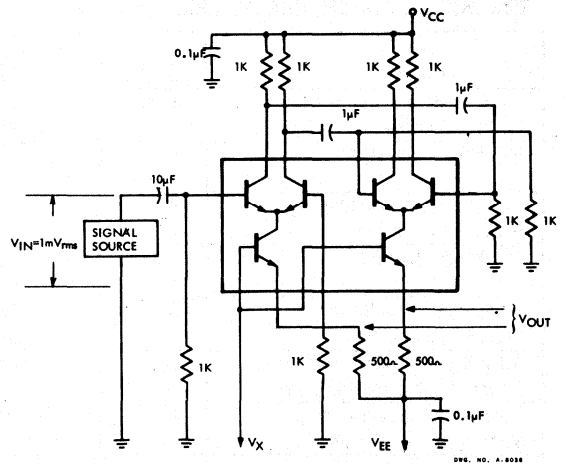 VCC
0.1µF
1K
1K
1K
1K
1µF
1µF
10µF
VIN=1mVrms
SIGNAL
SOURCE
1K
1K
VOUT
1K
1K
500Ω
500Ω
0.1µF
VX
VEE
DWG. NO. A-8038